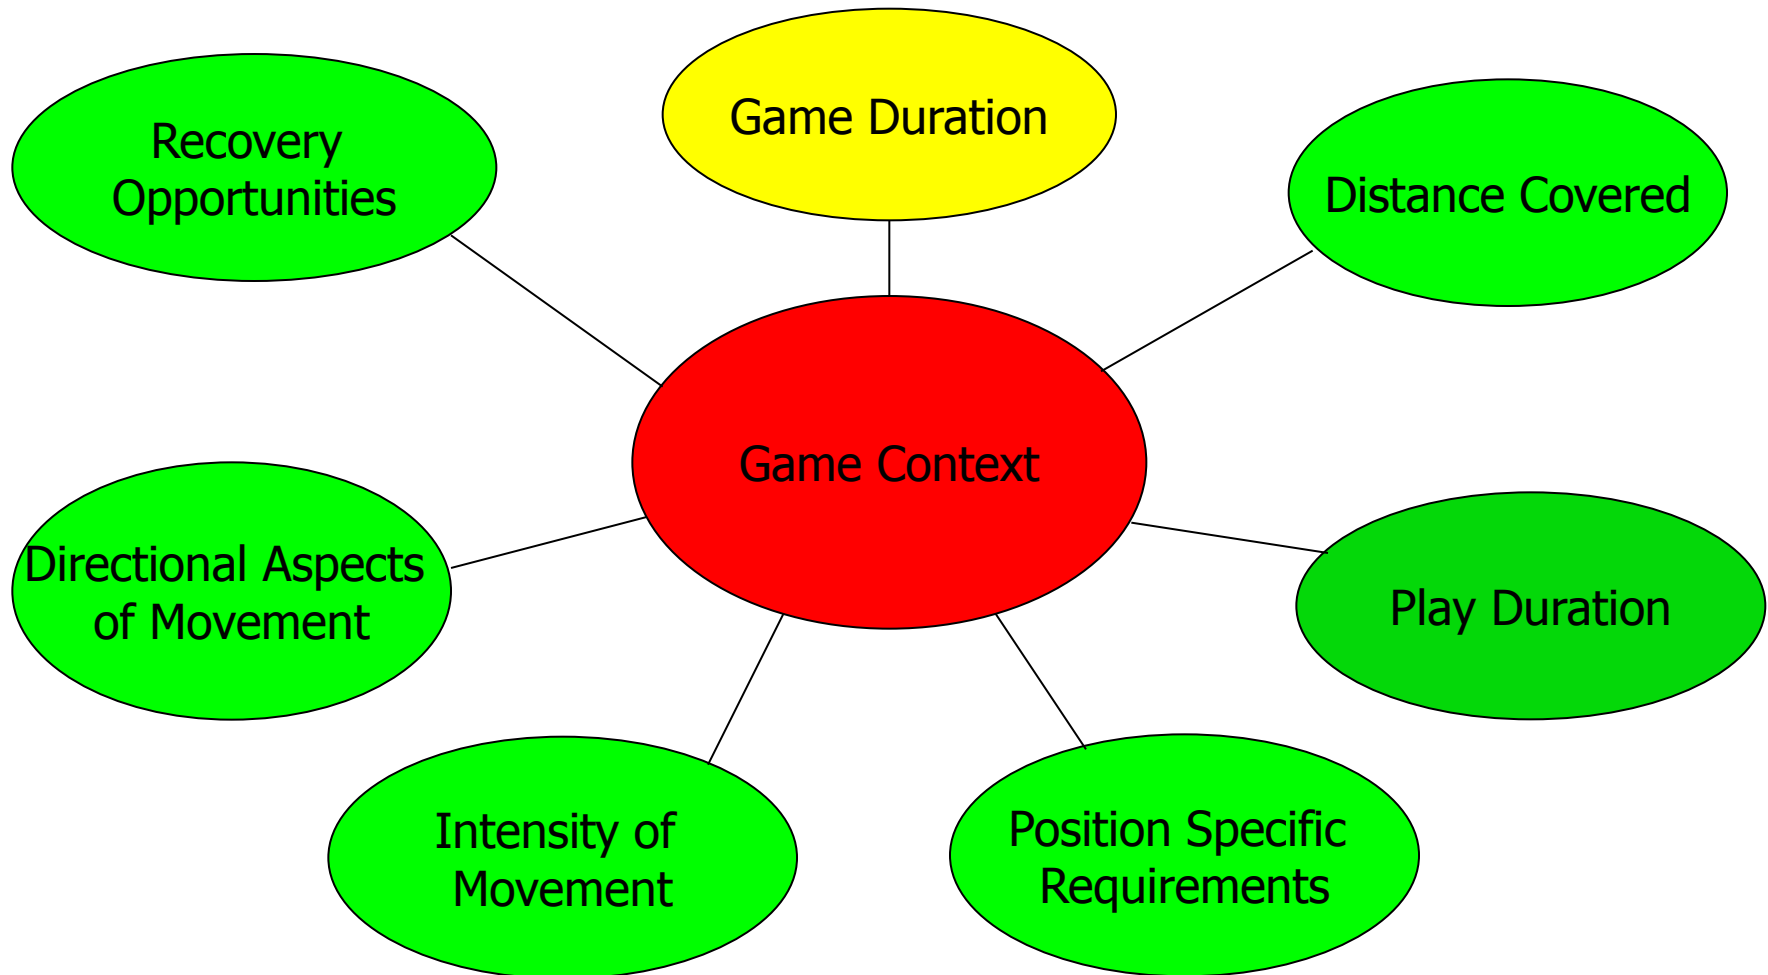 Game Duration
Recovery
Opportunities
Distance Covered
Game Context
Directional Aspects
of Movement
Play Duration
Intensity of
Movement
Position Specific
Requirements